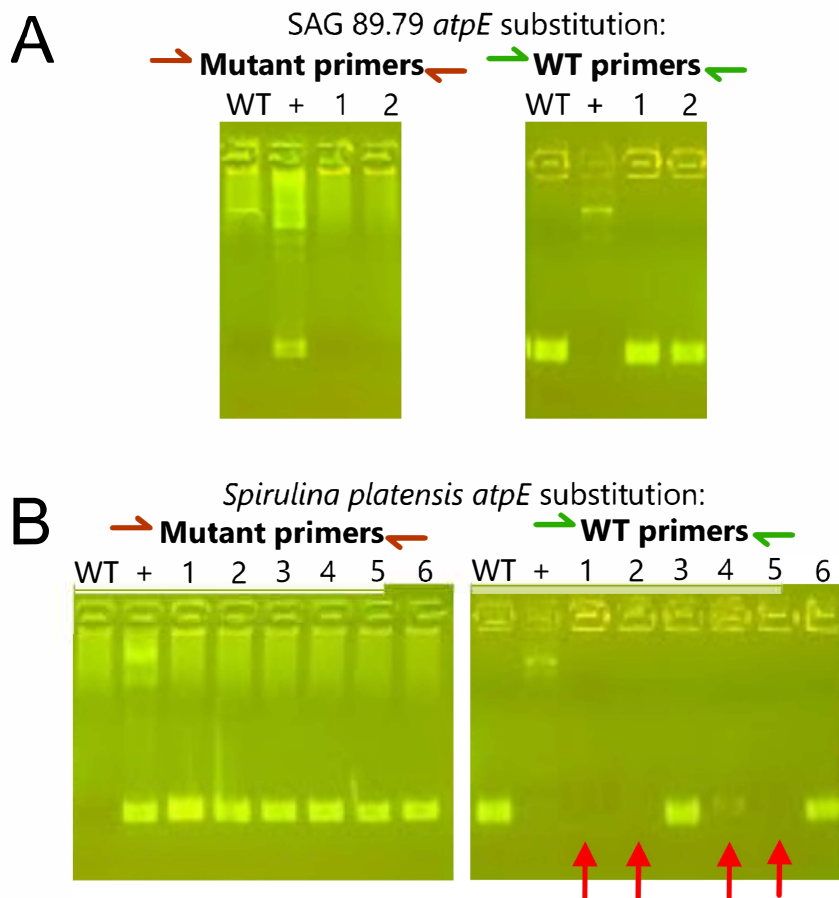 A
SAG 89.79 atpE substitution:
Mutant primers
WT primers
WT + 1 2
WT + 1 2
B
Spirulina platensis atpE substitution:
Mutant primers
WT primers
WT + 1 2 3 4 5 6
WT + 1 2 3 4 5 6